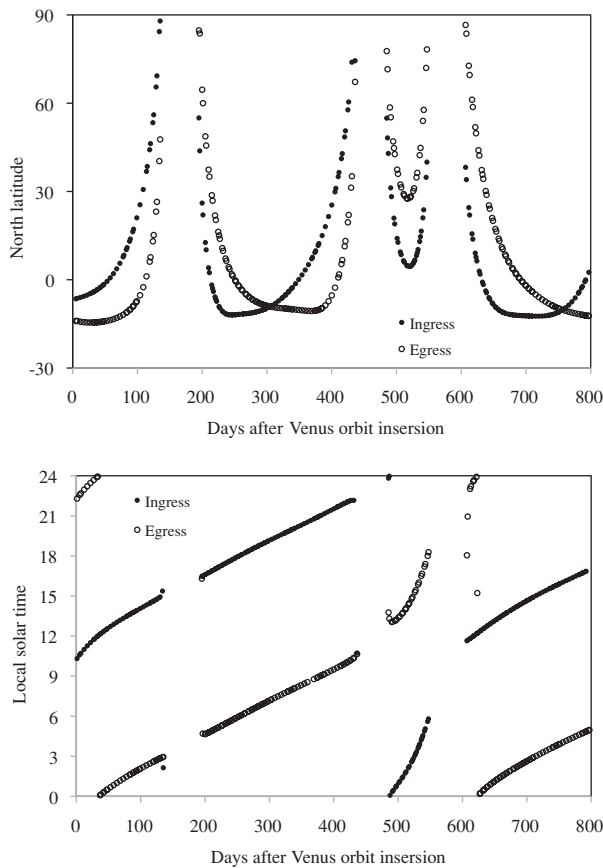 90
60
30
0
-30
North latitude
Ingress
Egress
0 100 200 300 400 500 600 700 800
Days after Venus orbit insersion
24
21
18
15
12
9
6
3
0
Local solar time
Ingress
Egress
0 100 200 300 400 500 600 700 800
Days after Venus orbit insersion